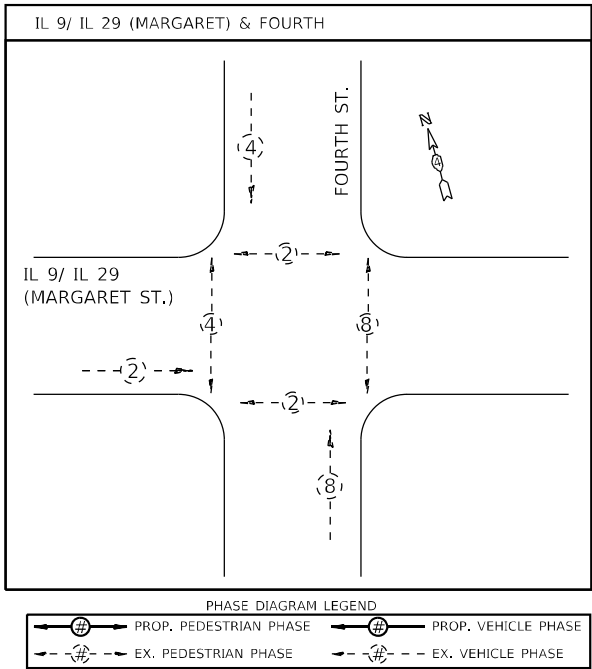 IL 9/ IL 29 (MARGARET) & FOURTH
FOURTH ST.
N
4
4
2
IL 9/ IL 29
(MARGARET ST.)
4
8
2
2
8
PHASE DIAGRAM LEGEND
# PROP. PEDESTRIAN PHASE
# PROP. VEHICLE PHASE
# EX. PEDESTRIAN PHASE
# EX. VEHICLE PHASE